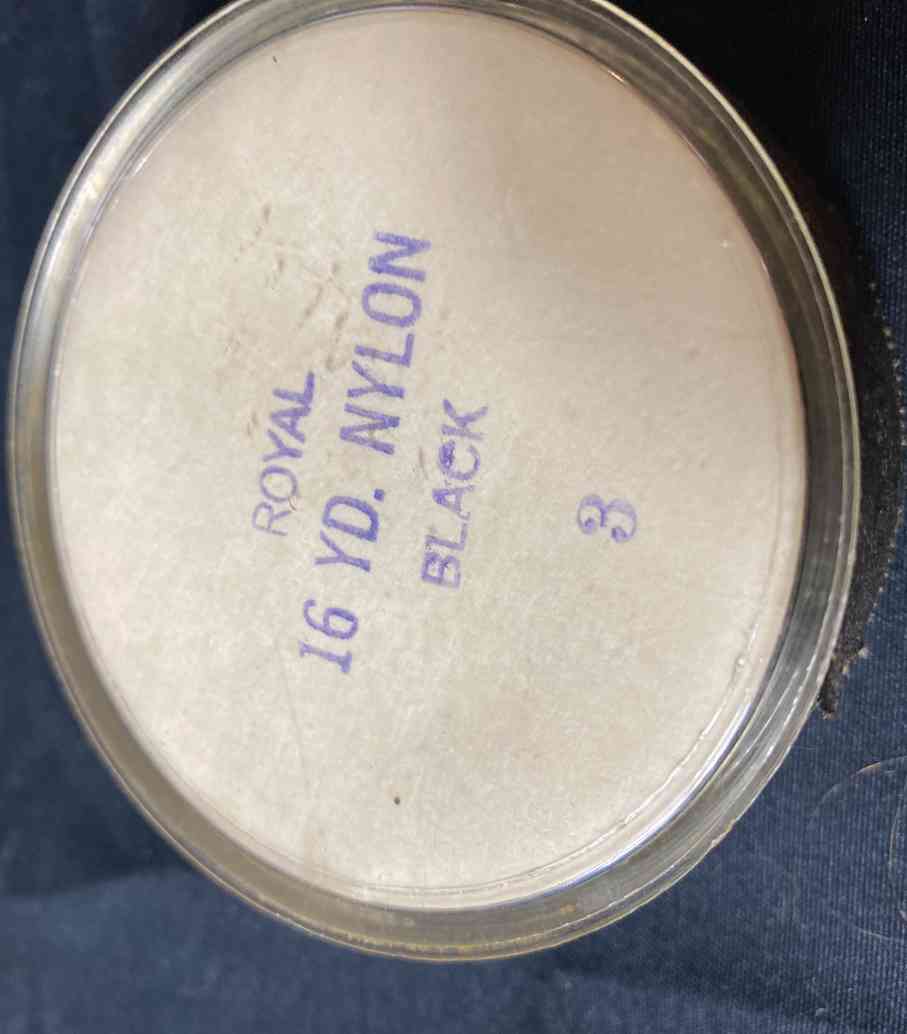 ROYAL
16 YD. NYLON
BLACK
3